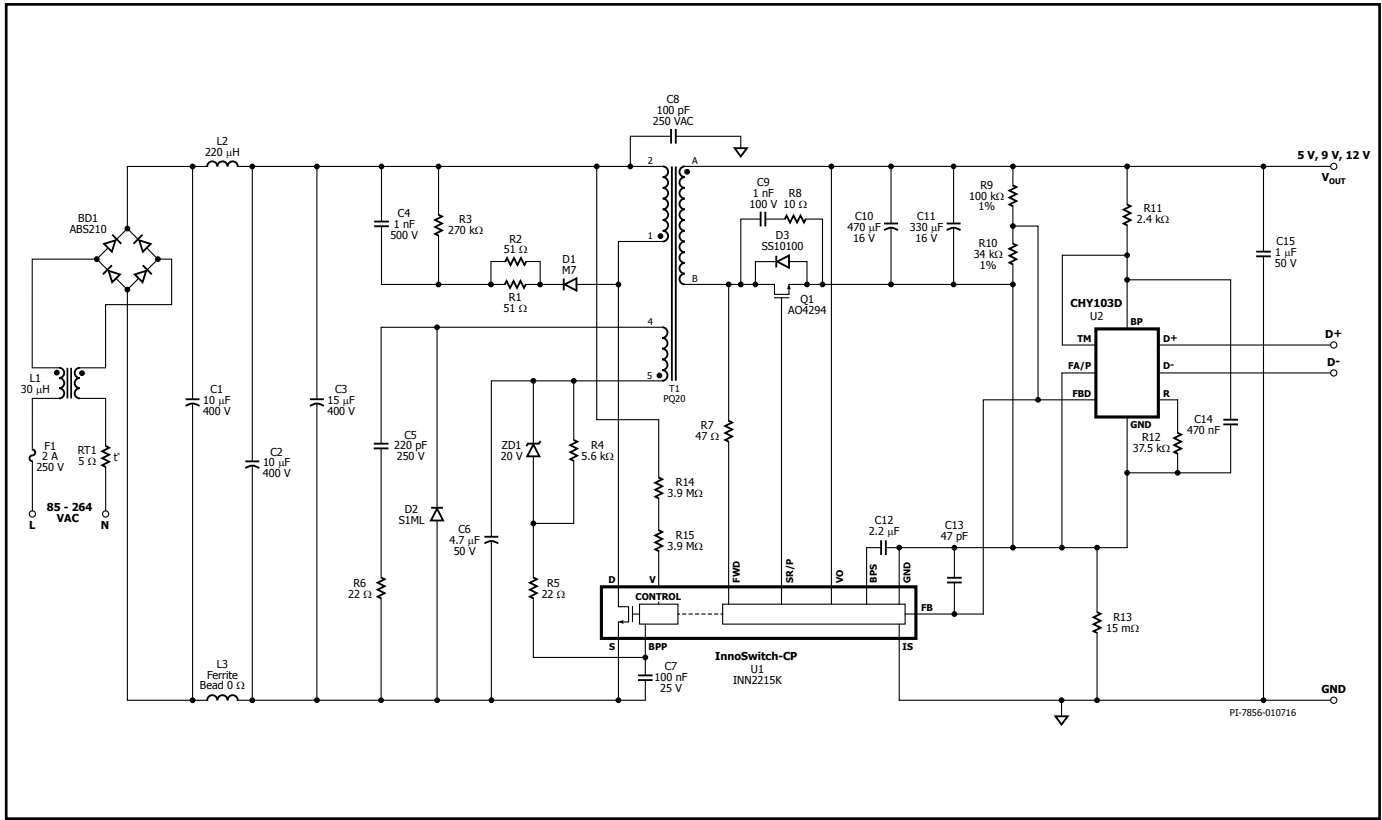 C8
100 pF
250 VAC
L2
220 µH
2
A
5 V, 9 V, 12 V
V_OUT
BD1
ABS210
C4
1 nF
500 V
R3
270 kΩ
R2
51 Ω
R1
51 Ω
D1
M7
1
C9
1 nF
100 V
R8
10 Ω
D3
SS10100
B
Q1
AO4294
C10
470 µF
16 V
C11
330 µF
16 V
R9
100 kΩ
1%
R10
34 kΩ
1%
R11
2.4 kΩ
C15
1 µF
50 V
CHY103D
U2
BP
TM
D+
FA/P
D-
FBD
R
GND
D+
D-
R12
37.5 kΩ
C14
470 nF
4
5
T1
PQ20
L1
30 µH
F1
2 A
250 V
RT1
5 Ω
t°
85 - 264
VAC
L
N
C1
10 µF
400 V
C2
10 µF
400 V
C3
15 µF
400 V
C5
220 pF
250 V
R6
22 Ω
D2
S1ML
C6
4.7 µF
50 V
ZD1
20 V
R4
5.6 kΩ
R5
22 Ω
R14
3.9 MΩ
R15
3.9 MΩ
R7
47 Ω
C12
2.2 µF
C13
47 pF
D
V
FWD
SR/P
VO
BPS
GND
CONTROL
FB
S
BPP
IS
InnoSwitch-CP
U1
INN2215K
C7
100 nF
25 V
R13
15 mΩ
L3
Ferrite
Bead 0 Ω
GND
PI-7856-010716